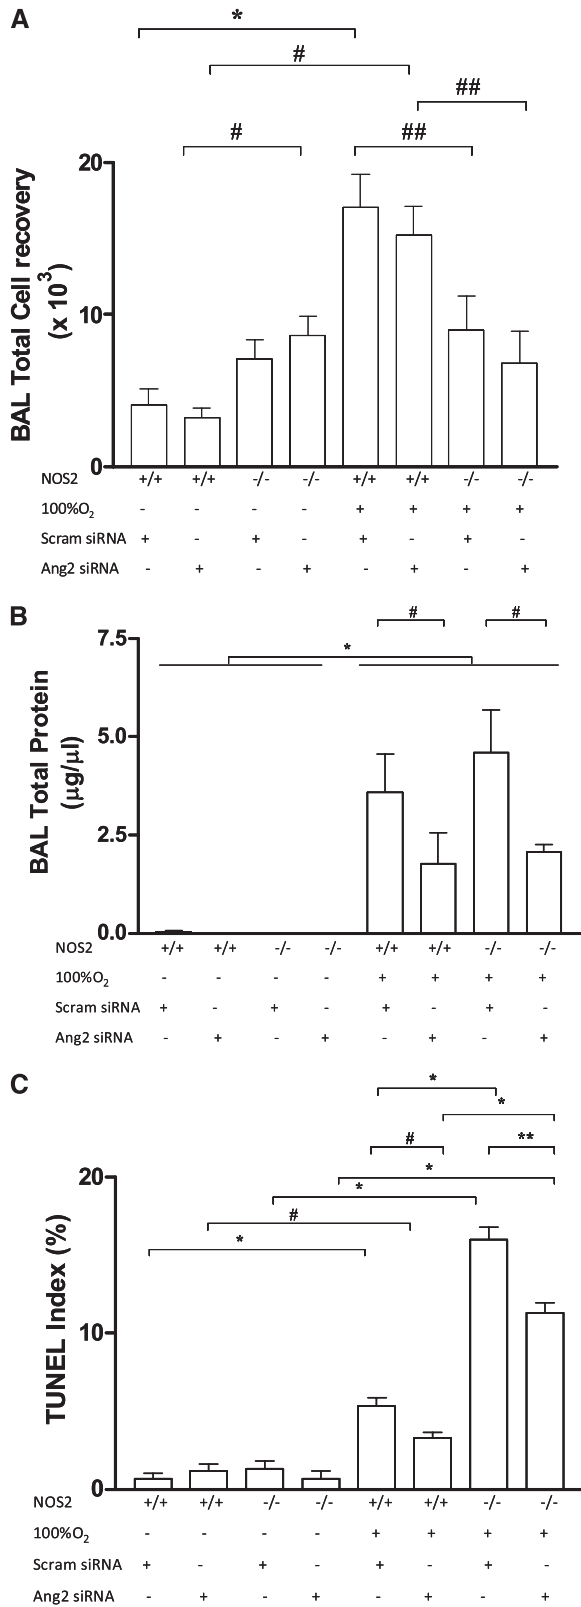 A
*
#
##
#
##
BAL Total Cell recovery
(x 10³)
20
10
0
NOS2 +/+ +/+ -/- -/- +/+ +/+ -/- -/-
100%O₂ - - - - + + + +
Scram siRNA + - + - + - + -
Ang2 siRNA - + - + - + - +
B
# #
*
BAL Total Protein
(µg/µl)
7.5
5.0
2.5
0.0
NOS2 +/+ +/+ -/- -/- +/+ +/+ -/- -/-
100%O₂ - - - - + + + +
Scram siRNA + - + - + - + -
Ang2 siRNA - + - + - + - +
C
*
*
# **
*
*
#
*
TUNEL Index (%)
20
10
0
NOS2 +/+ +/+ -/- -/- +/+ +/+ -/- -/-
100%O₂ - - - - + + + +
Scram siRNA + - + - + - + -
Ang2 siRNA - + - + - + - +